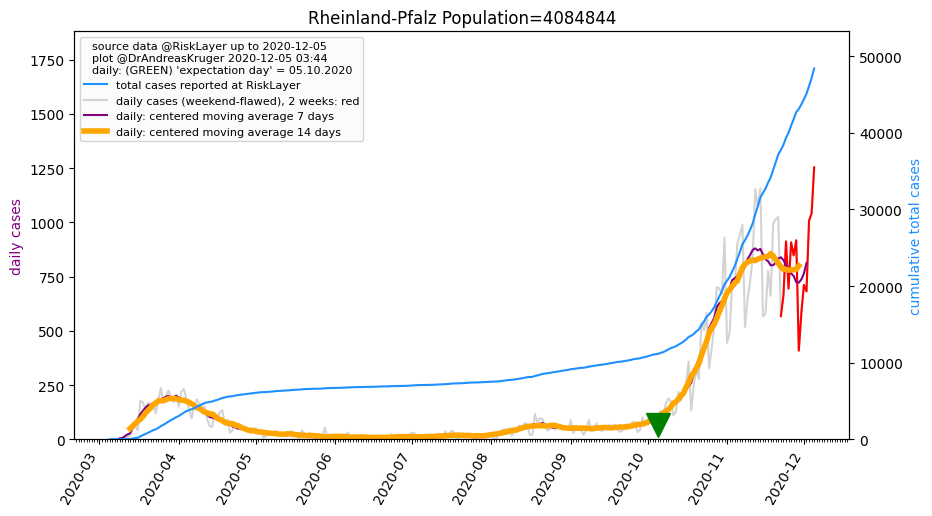 Rheinland-Pfalz Population=4084844
source data @RiskLayer up to 2020-12-05
plot @DrAndreasKruger 2020-12-05 03:44
daily: (GREEN) 'expectation day' = 05.10.2020
total cases reported at RiskLayer
daily cases (weekend-flawed), 2 weeks: red
daily: centered moving average 7 days
daily: centered moving average 14 days
daily cases
1750
1500
1250
1000
750
500
250
0
cumulative total cases
50000
40000
30000
20000
10000
0
2020-03
2020-04
2020-05
2020-06
2020-07
2020-08
2020-09
2020-10
2020-11
2020-12